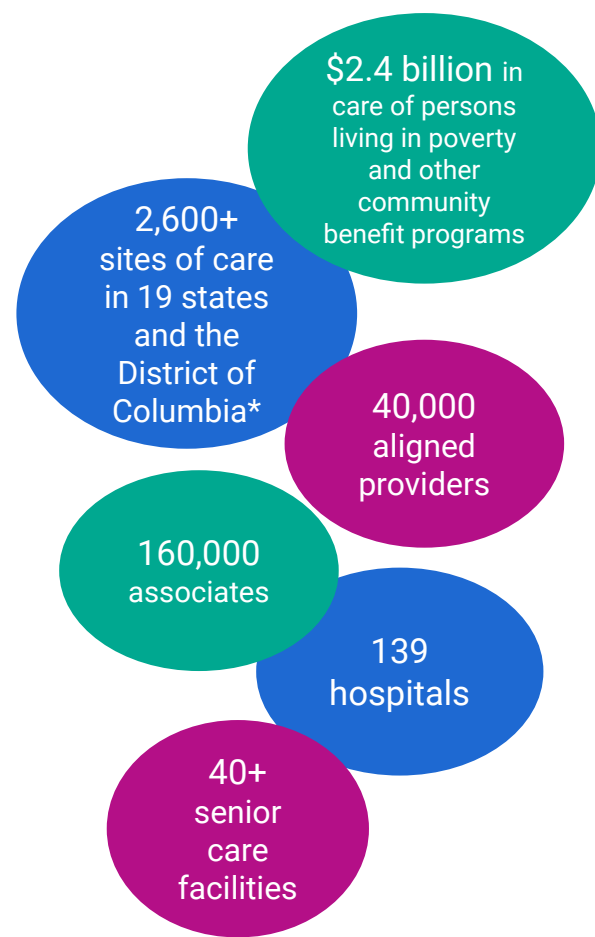 $2.4 billion in
care of persons
living in poverty
and other
community
benefit programs
2,600+
sites of care
in 19 states
and the
District of
Columbia*
40,000
aligned
providers
160,000
associates
139
hospitals
40+
senior
care
facilities